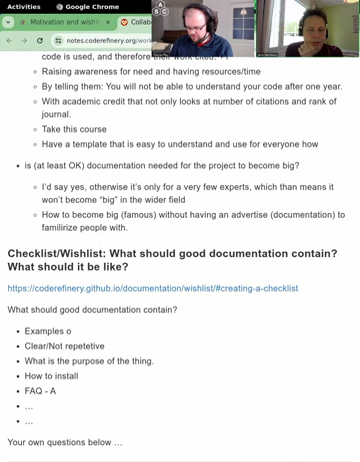 Activities
Google Chrome
Motivation and wishl
Collab
notes.coderefinery.org/work
code is used, and therefore their work cited. +1
Raising awareness for need and having resources/time
By telling them: You will not be able to understand your code after one year.
With academic credit that not only looks at number of citations and rank of
journal.
Take this course
Have a template that is easy to understand and use for everyone how
is (at least OK) documentation needed for the project to become big?
I'd say yes, otherwise it's only for a very few experts, which than means it
won't become "big" in the wider field
How to become big (famous) without having an advertise (documentation) to
familirize people with.
Checklist/Wishlist: What should good documentation contain?
What should it be like?
https://coderefinery.github.io/documentation/wishlist/#creating-a-checklist
What should good documentation contain?
Examples o
Clear/Not repetetive
What is the purpose of the thing.
How to install
FAQ - A
...
...
Your own questions below ...